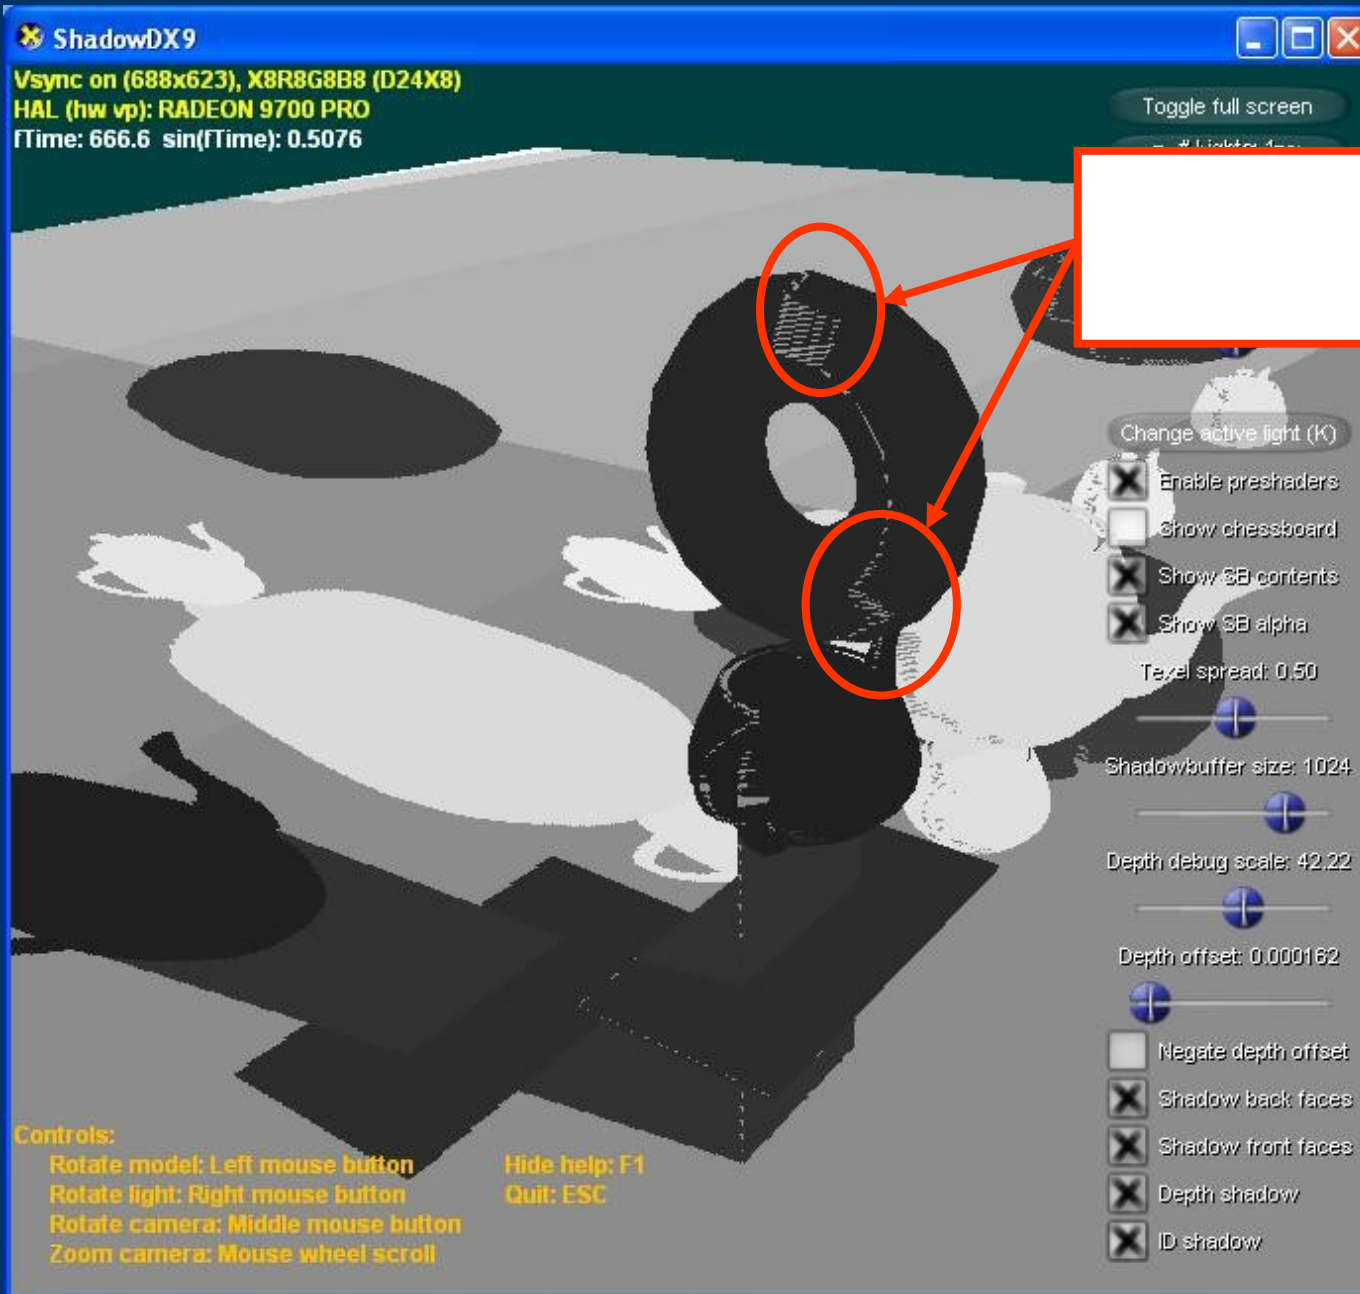 ShadowDX9
Vsync on (688x623), X8R8G8B8 (D24X8)
HAL (hw vp): RADEON 9700 PRO
fTime: 666.6 sin(fTime): 0.5076
Toggle full screen
Change active light (K)
Enable preshaders
Show chessboard
Show SB contents
Show SB alpha
Texel spread: 0.50
Shadowbuffer size: 1024
Depth debug scale: 42.22
Depth offset: 0.000162
Negate depth offset
Shadow back faces
Shadow front faces
Depth shadow
ID shadow
Controls:
Rotate model: Left mouse button
Rotate light: Right mouse button
Rotate camera: Middle mouse button
Zoom camera: Mouse wheel scroll
Hide help: F1
Quit: ESC